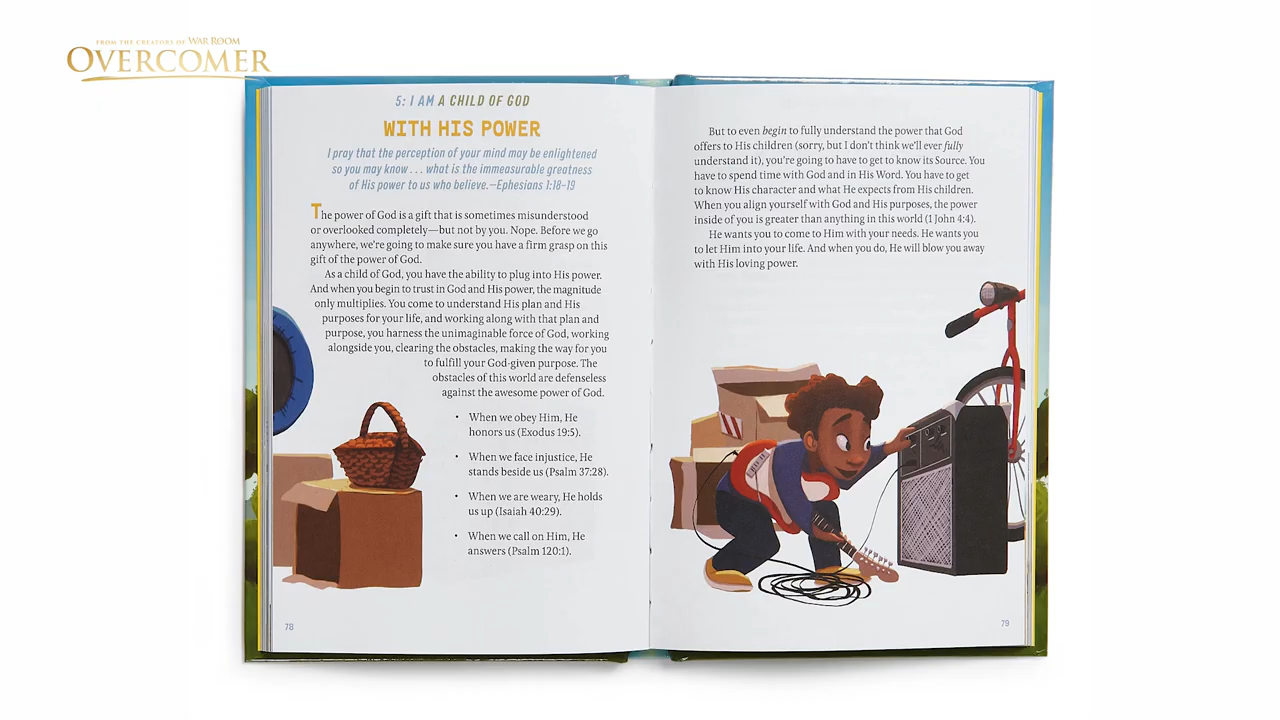 FROM THE CREATORS OF WAR ROOM
OVERCOMER
5: I AM A CHILD OF GOD
WITH HIS POWER
I pray that the perception of your mind may be enlightened
so you may know . . . what is the immeasurable greatness
of His power to us who believe.—Ephesians 1:18–19
The power of God is a gift that is sometimes misunderstood
or overlooked completely—but not by you. Nope. Before we go
anywhere, we're going to make sure you have a firm grasp on this
gift of the power of God.
As a child of God, you have the ability to plug into His power.
And when you begin to trust in God and His power, the magnitude
only multiplies. You come to understand His plan and His
purposes for your life, and working along with that plan and
purpose, you harness the unimaginable force of God, working
alongside you, clearing the obstacles, making the way for you
to fulfill your God-given purpose. The
obstacles of this world are defenseless
against the awesome power of God.
• When we obey Him, He
honors us (Exodus 19:5).
• When we face injustice, He
stands beside us (Psalm 37:28).
• When we are weary, He holds
us up (Isaiah 40:29).
• When we call on Him, He
answers (Psalm 120:1).
78
But to even begin to fully understand the power that God
offers to His children (sorry, but I don't think we'll ever fully
understand it), you're going to have to get to know its Source. You
have to spend time with God and in His Word. You have to get
to know His character and what He expects from His children.
When you align yourself with God and His purposes, the power
inside of you is greater than anything in this world (1 John 4:4).
He wants you to come to Him with your needs. He wants you
to let Him into your life. And when you do, He will blow you away
with His loving power.
79